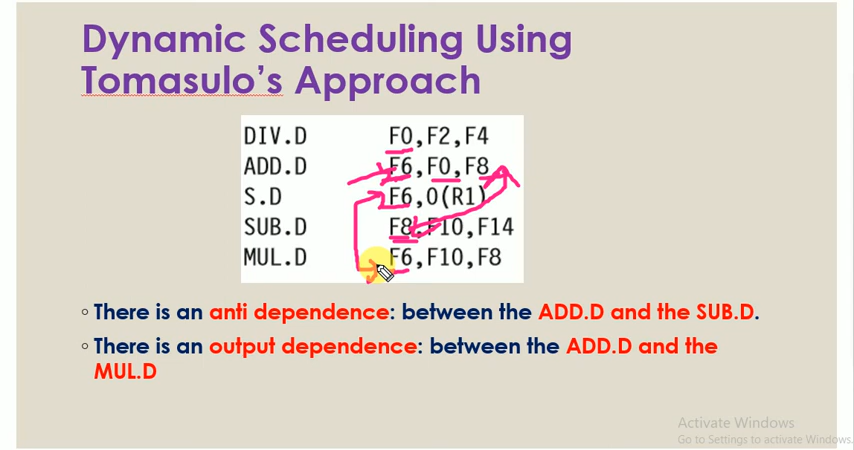 Dynamic Scheduling Using
Tomasulo's Approach
DIV.D F0,F2,F4
ADD.D F6,F0,F8
S.D F6,0(R1)
SUB.D F8,F10,F14
MUL.D F6,F10,F8
◦ There is an anti dependence: between the ADD.D and the SUB.D.
◦ There is an output dependence: between the ADD.D and the
MUL.D
Activate Windows
Go to Settings to activate Windows.